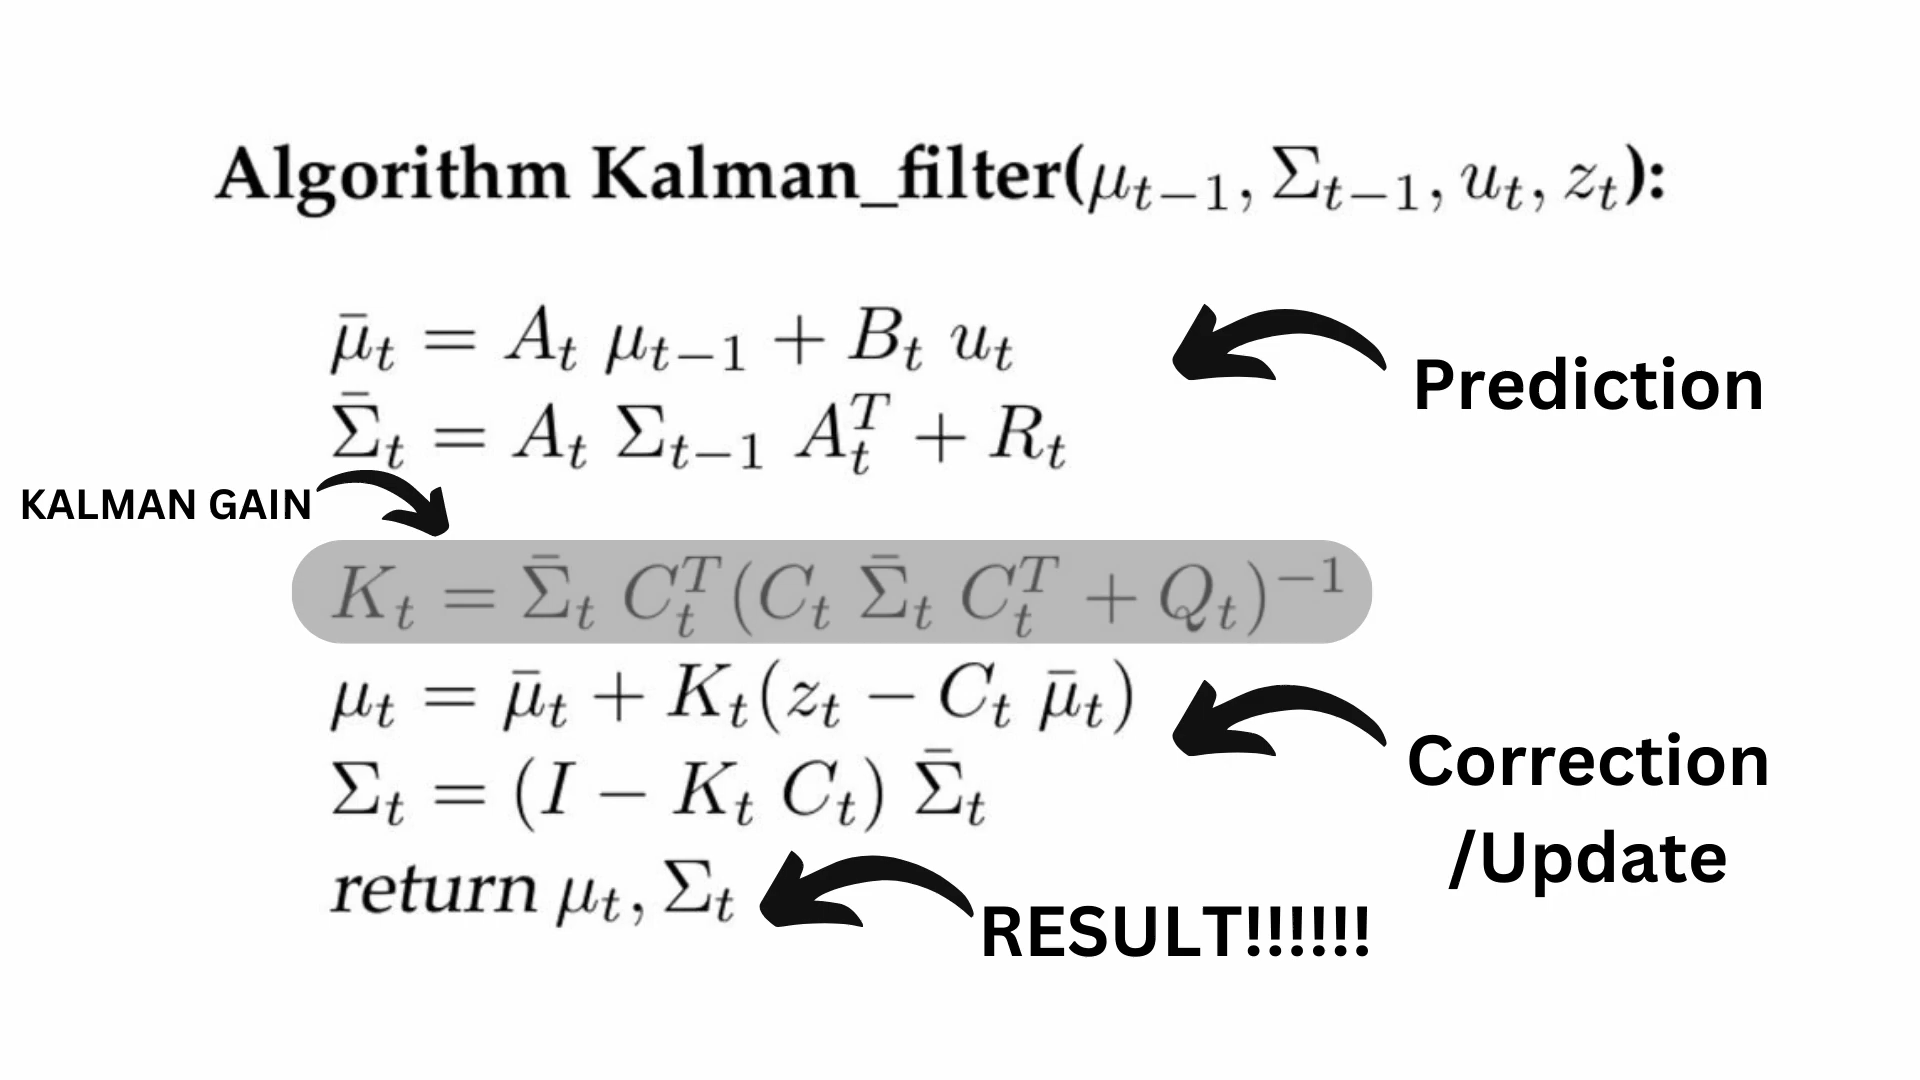 Algorithm Kalman_filter(μ_{t−1}, Σ_{t−1}, u_t, z_t):
μ̄_t = A_t μ_{t−1} + B_t u_t
Prediction
Σ̄_t = A_t Σ_{t−1} A_t^T + R_t
KALMAN GAIN
K_t = Σ̄_t C_t^T (C_t Σ̄_t C_t^T + Q_t)^{−1}
μ_t = μ̄_t + K_t(z_t − C_t μ̄_t)
Σ_t = (I − K_t C_t) Σ̄_t
Correction
/Update
return μ_t, Σ_t
RESULT!!!!!!